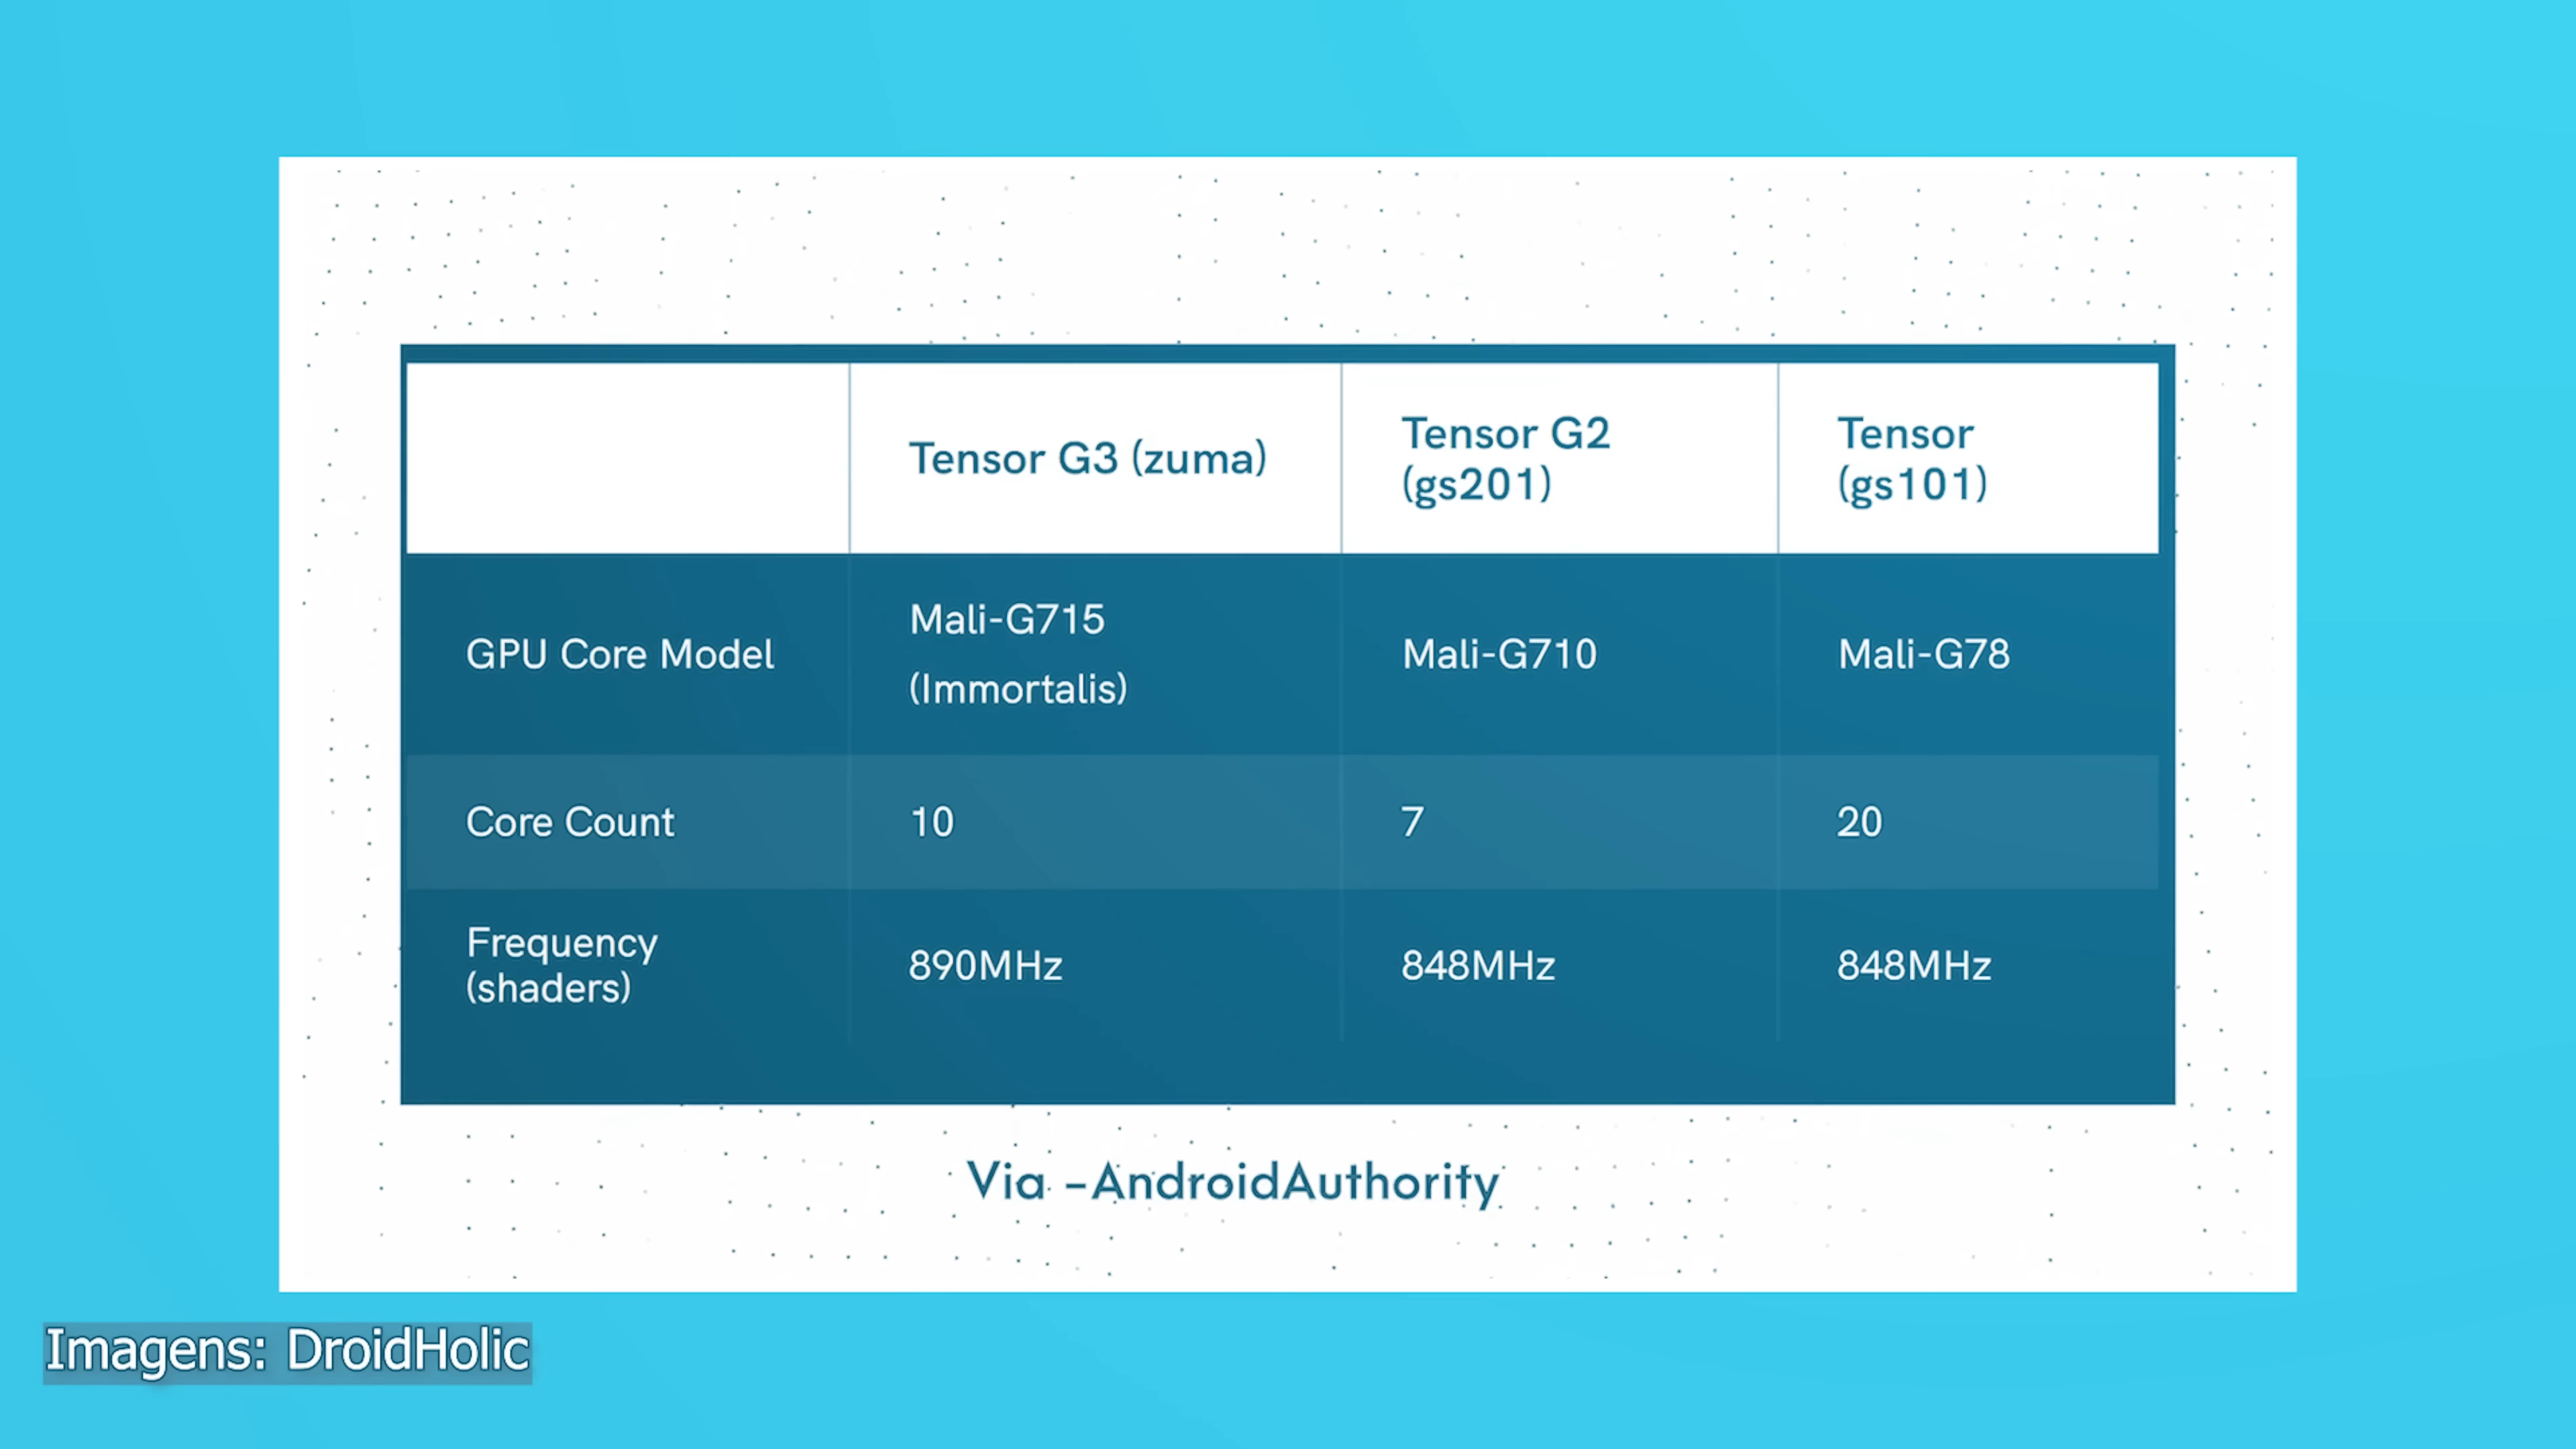 Tensor G3 (zuma)
Tensor G2
(gs201)
Tensor
(gs101)
GPU Core Model
Mali-G715
(Immortalis)
Mali-G710
Mali-G78
Core Count
10
7
20
Frequency
(shaders)
890MHz
848MHz
848MHz
Via -AndroidAuthority
Imagens: DroidHolic